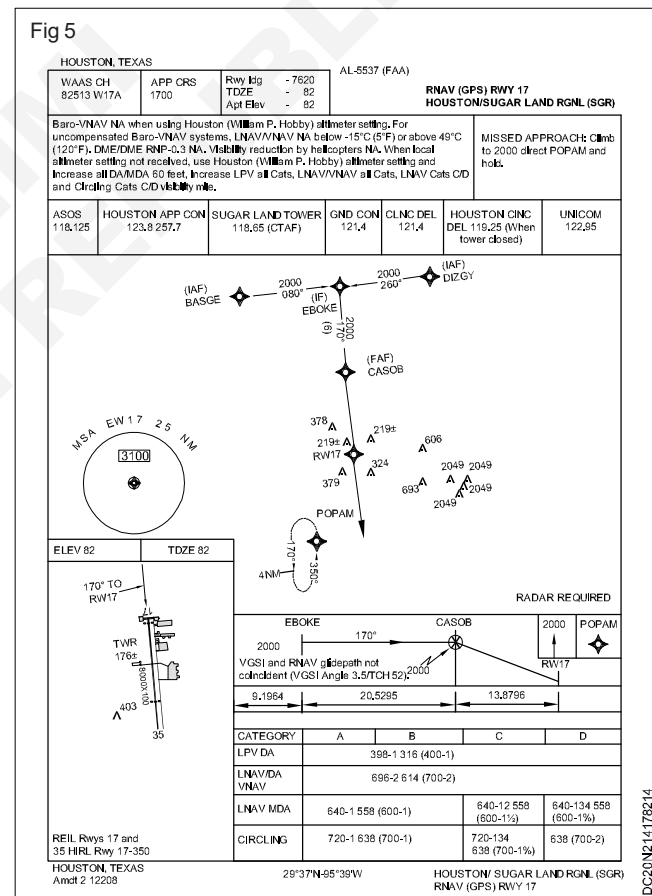 Fig 5
HOUSTON, TEXAS
AL-5537 (FAA)
WAAS CH
82513 W17A
APP CRS
1700
Rwy ldg - 7620
TDZE - 82
Apt Elev - 82
RNAV (GPS) RWY 17
HOUSTON/SUGAR LAND RGNL (SGR)
Baro-VNAV NA when using Houston (William P. Hobby) altimeter setting. For
uncompensated Baro-VNAV systems, LNAV/VNAV NA below -15°C (5°F) or above 49°C
(120°F). DME/DME RNP-0.3 NA. Visibility reduction by helicopters NA. When local
altimeter setting not received, use Houston (William P. Hobby) altimeter setting and
Increase all DA/MDA 60 feet, Increase LPV all Cats, LNAV/VNAV all Cats, LNAV Cats C/D
and Circling Cats C/D visibility mile.
MISSED APPROACH: Climb
to 2000 direct POPAM and
hold.
ASOS
118.125
HOUSTON APP CON
123.8 257.7
SUGAR LAND TOWER
118.65 (CTAF)
GND CON
121.4
CLNC DEL
121.4
HOUSTON ClNC
DEL 119.25 (When
tower closed)
UNICOM
122.95
(IAF)
BASGE
2000
080°
(IF)
EBOKE
2000
260°
(IAF)
DIZGY
2000
170°
(6)
(FAF)
CASOB
MSA EW17 25 NM
3100
378
219±
219±
606
RW17
379
324
693
2049
2049
2049
2049
POPAM
170°
350°
4NM
RADAR REQUIRED
ELEV 82
TDZE 82
170° TO
RW17
17
TWR
176±
8000X100
403
35
REIL Rwys 17 and
35 HIRL Rwy 17-350
EBOKE
CASOB
2000
170°
2000
POPAM
VGSI and RNAV glidepath not
coincident (VGSI Angle 3.5/TCH 52).
2000
RW17
9.1964
20.5295
13.8796
CATEGORY A B C D
LPV DA 398-1 316 (400-1)
LNAV/DA
VNAV
696-2 614 (700-2)
LNAV MDA
640-1 558 (600-1)
640-12 558
(600-1½)
640-134 558
(600-1%)
CIRCLING
720-1 638 (700-1)
720-134
638 (700-1%)
638 (700-2)
HOUSTON, TEXAS
Amdt 2 12208
29°37'N-95°39'W
HOUSTON/ SUGAR LAND RGNL (SGR)
RNAV (GPS) RWY 17
DC20N214178214